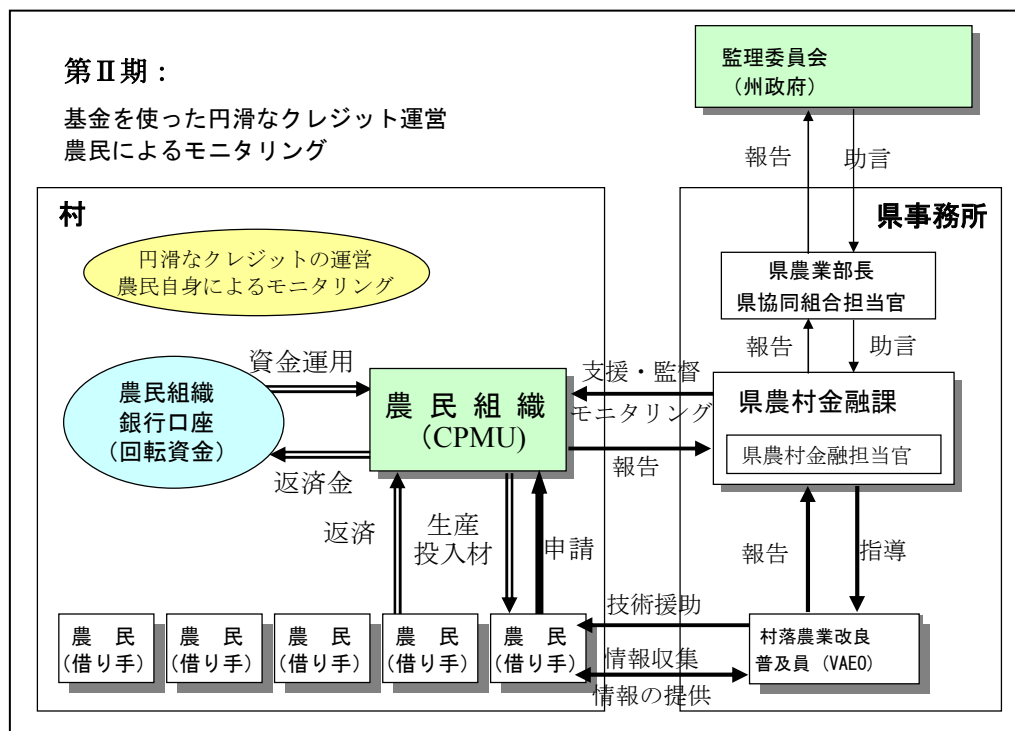 第Ⅱ期：
基金を使った円滑なクレジット運営
農民によるモニタリング
監理委員会
（州政府）
報告
助言
村
県事務所
円滑なクレジットの運営
農民自身によるモニタリング
県農業部長
県協同組合担当官
報告
助言
資金運用
支援・監督
モニタリング
農民組織
銀行口座
(回転資金)
農 民 組 織
（CPMU）
県農村金融課
県農村金融担当官
返済金
報告
返済
生産
投入材
申請
報告
指導
技術援助
情報収集
情報の提供
農　民
(借り手)
農　民
(借り手)
農　民
(借り手)
農　民
(借り手)
農　民
(借り手)
村落農業改良
普及員（VAEO）